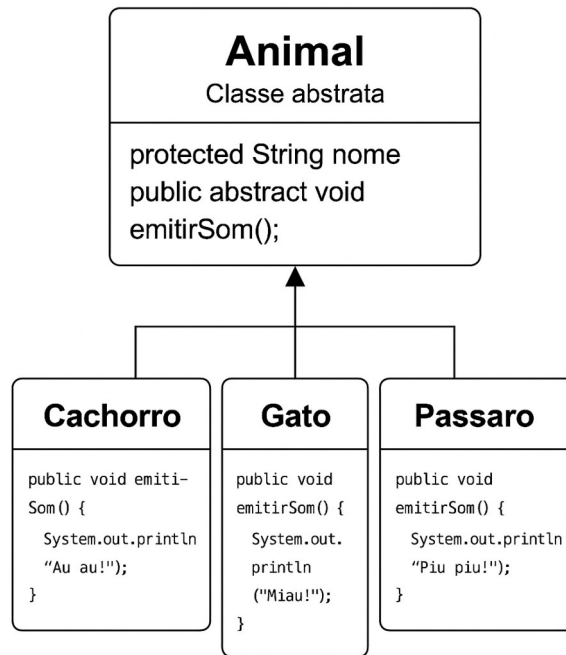 Animal
Classe abstrata
protected String nome
public abstract void
emitirSom();
Cachorro
public void emiti-
Som() {
System.out.println
“Au au!");
}
Gato
public void
emitirSom() {
System.out.
println
("Miau!");
}
Passaro
public void
emitirSom() {
System.out.println
“Piu piu!");
}